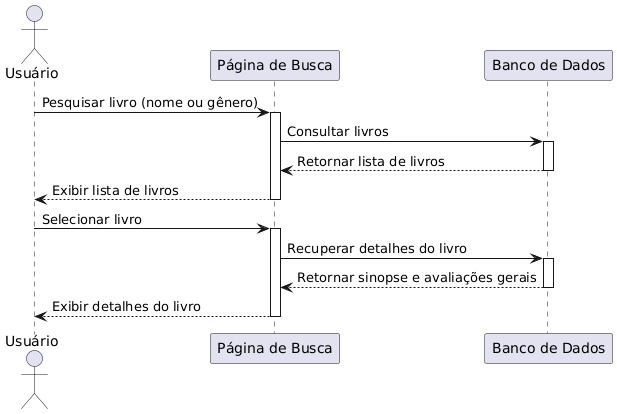 Usuário
Página de Busca
Banco de Dados
Pesquisar livro (nome ou gênero)
Consultar livros
Retornar lista de livros
Exibir lista de livros
Selecionar livro
Recuperar detalhes do livro
Retornar sinopse e avaliações gerais
Exibir detalhes do livro
Usuário
Página de Busca
Banco de Dados